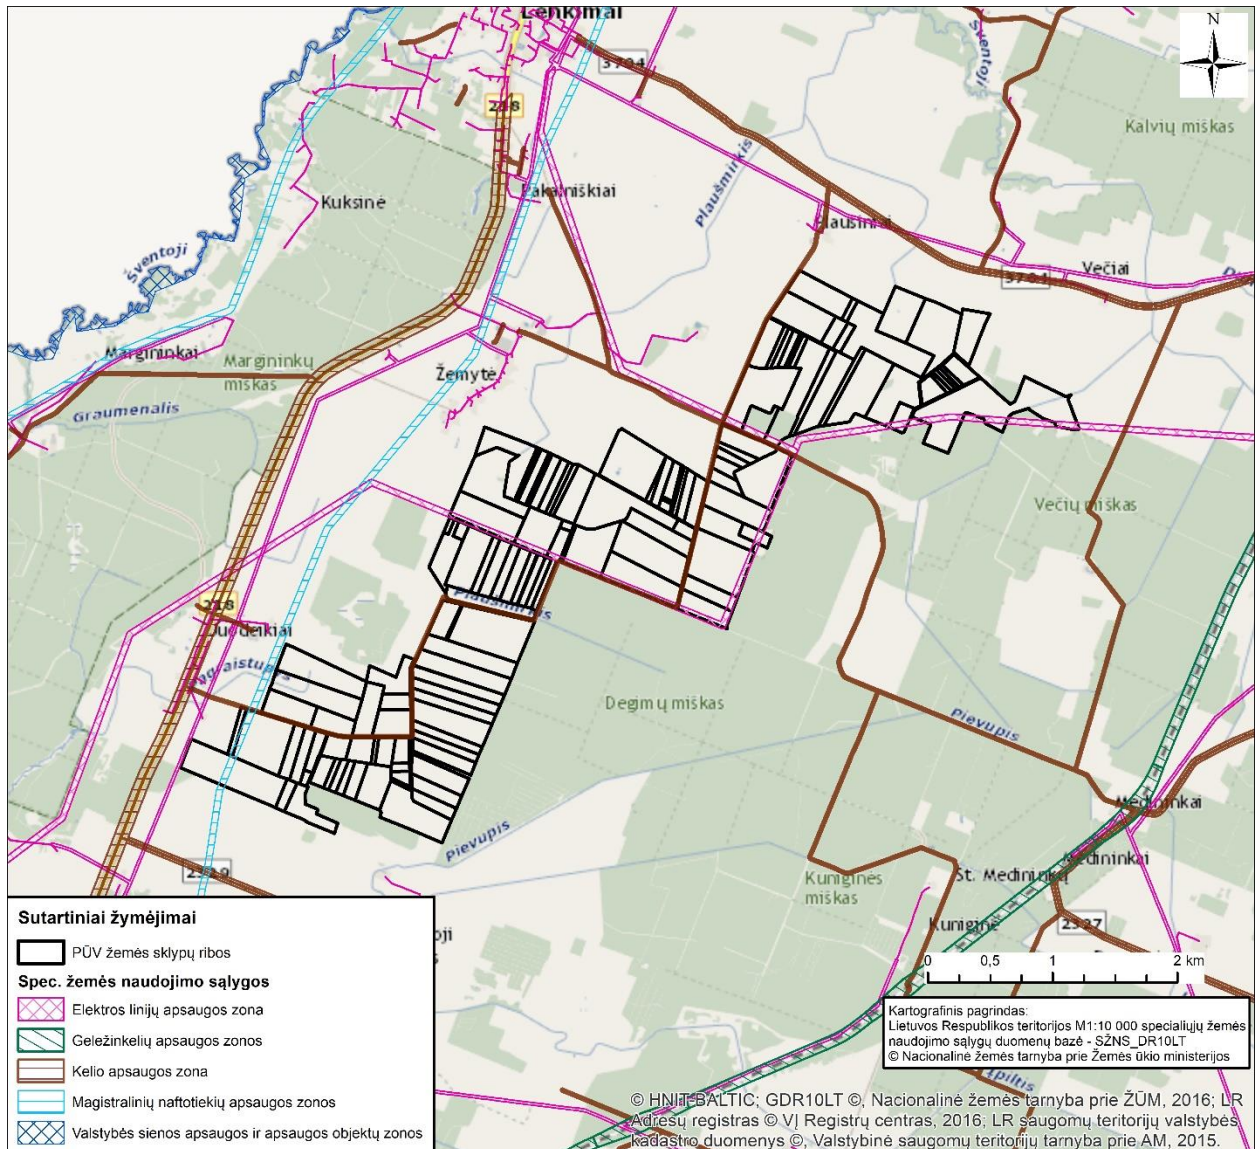 Lenkimai
N
3704
218
Šventoji
Kalvių miškas
Plaušmirkis
Kuksinė
Pakalniškiai
Šventoji
Plausiniai
Večiai
3704
Margininkai
Margininkų
miškas
Žemytė
Graumenalis
Večių miškas
218
Duodeikiai
Degimų miškas
Pievupis
Pievupis
Medininkai
Medininkai
2329
Kuniginės
miškas
St. Medininkų
Kuniginė
2327
0 0,5 1 2 km
Sutartiniai žymėjimai
PŪV žemės sklypų ribos
Spec. žemės naudojimo sąlygos
Elektros linijų apsaugos zona
Geležinkelių apsaugos zonos
Kelio apsaugos zona
Magistralinių naftotiekių apsaugos zonos
Valstybės sienos apsaugos ir apsaugos objektų zonos
Kartografinis pagrindas:
Lietuvos Respublikos teritorijos M1:10 000 specialiųjų žemės
naudojimo sąlygų duomenų bazė - SŽNS_DR10LT
© Nacionalinė žemės tarnyba prie Žemės ūkio ministerijos
© HNIT-BALTIC; GDR10LT ©, Nacionalinė žemės tarnyba prie ŽŪM, 2016; LR
Adresų registras © VĮ Registrų centras, 2016; LR saugomų teritorijų valstybės
kadastro duomenys ©, Valstybinė saugomų teritorijų tarnyba prie AM, 2015.